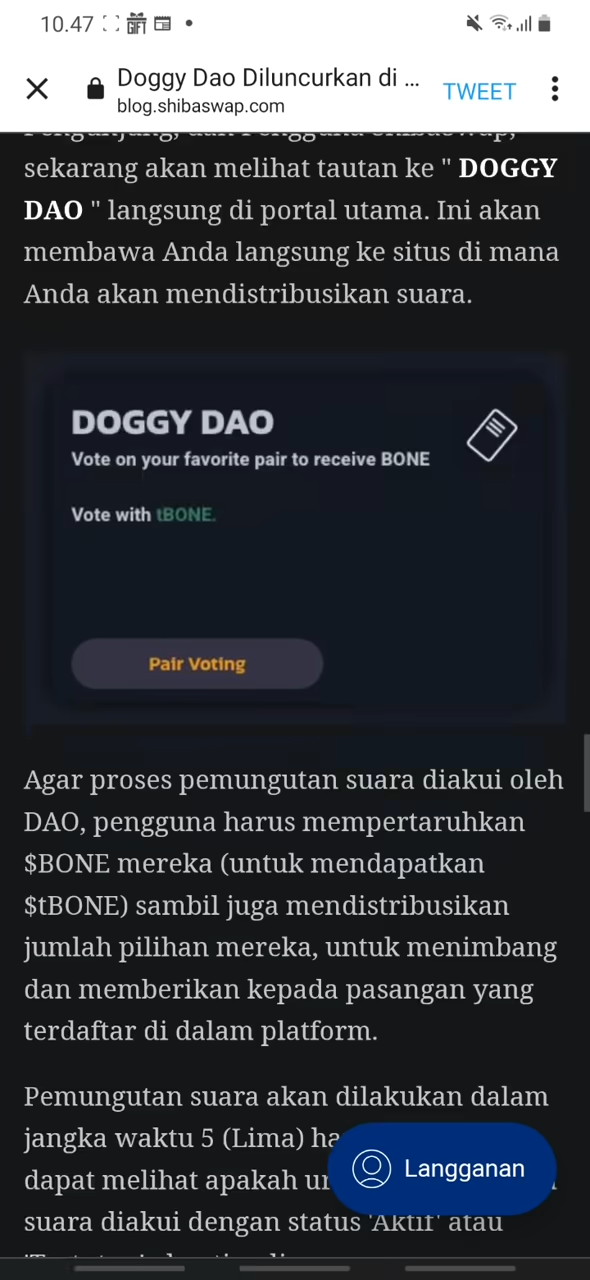 10.47
GIFT
Doggy Dao Diluncurkan di ...
blog.shibaswap.com
TWEET
sekarang akan melihat tautan ke " DOGGY
DAO " langsung di portal utama. Ini akan
membawa Anda langsung ke situs di mana
Anda akan mendistribusikan suara.
DOGGY DAO
Vote on your favorite pair to receive BONE
Vote with tBONE.
Pair Voting
Agar proses pemungutan suara diakui oleh
DAO, pengguna harus mempertaruhkan
$BONE mereka (untuk mendapatkan
$tBONE) sambil juga mendistribusikan
jumlah pilihan mereka, untuk menimbang
dan memberikan kepada pasangan yang
terdaftar di dalam platform.
Pemungutan suara akan dilakukan dalam
jangka waktu 5 (Lima)
dapat melihat apakah
Langganan
suara diakui dengan status 'Aktif' atau